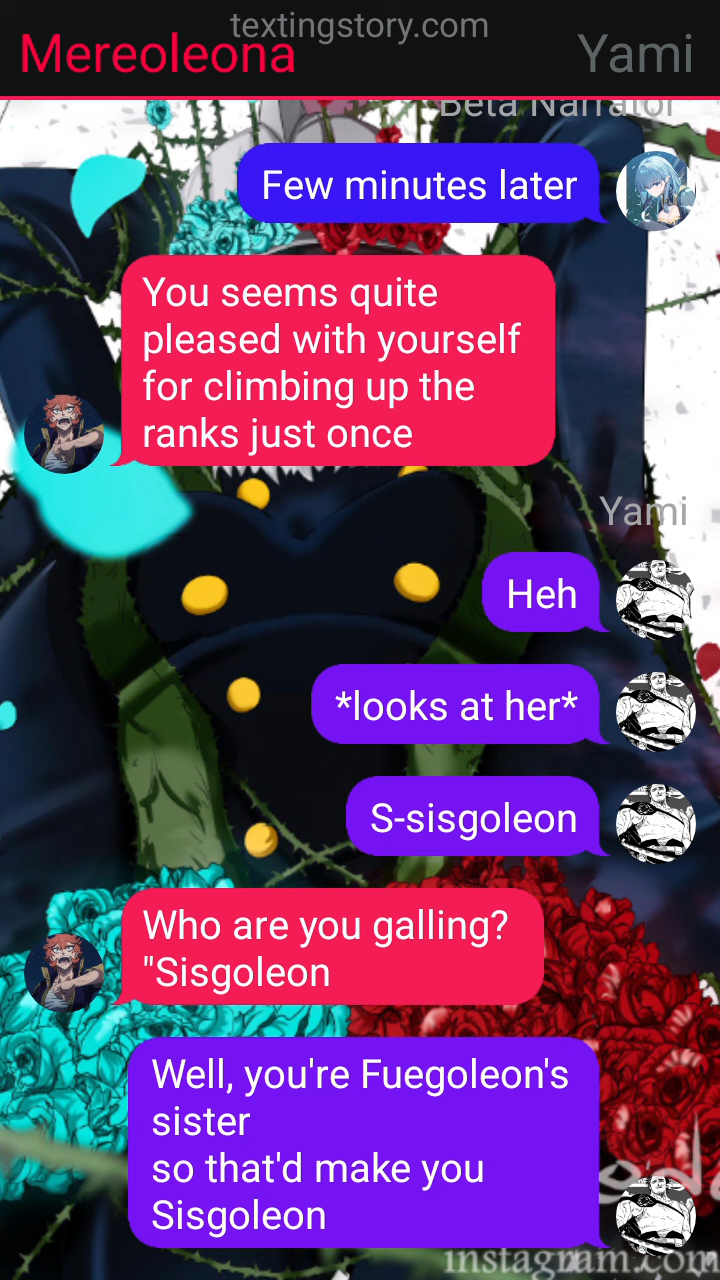 textingstory.com
Mereoleona
Yami
Beta Narrator
Few minutes later
You seems quite
pleased with yourself
for climbing up the
ranks just once
Yami
Heh
*looks at her*
S-sisgoleon
Who are you galling?
"Sisgoleon
Well, you're Fuegoleon's
sister
so that'd make you
Sisgoleon
instagram.com